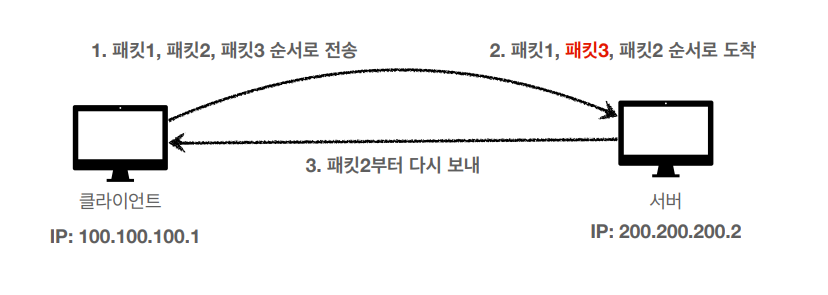 1. 패킷1, 패킷2, 패킷3 순서로 전송
2. 패킷1, 패킷3, 패킷2 순서로 도착
3. 패킷2부터 다시 보내
클라이언트
서버
IP: 100.100.100.1
IP: 200.200.200.2